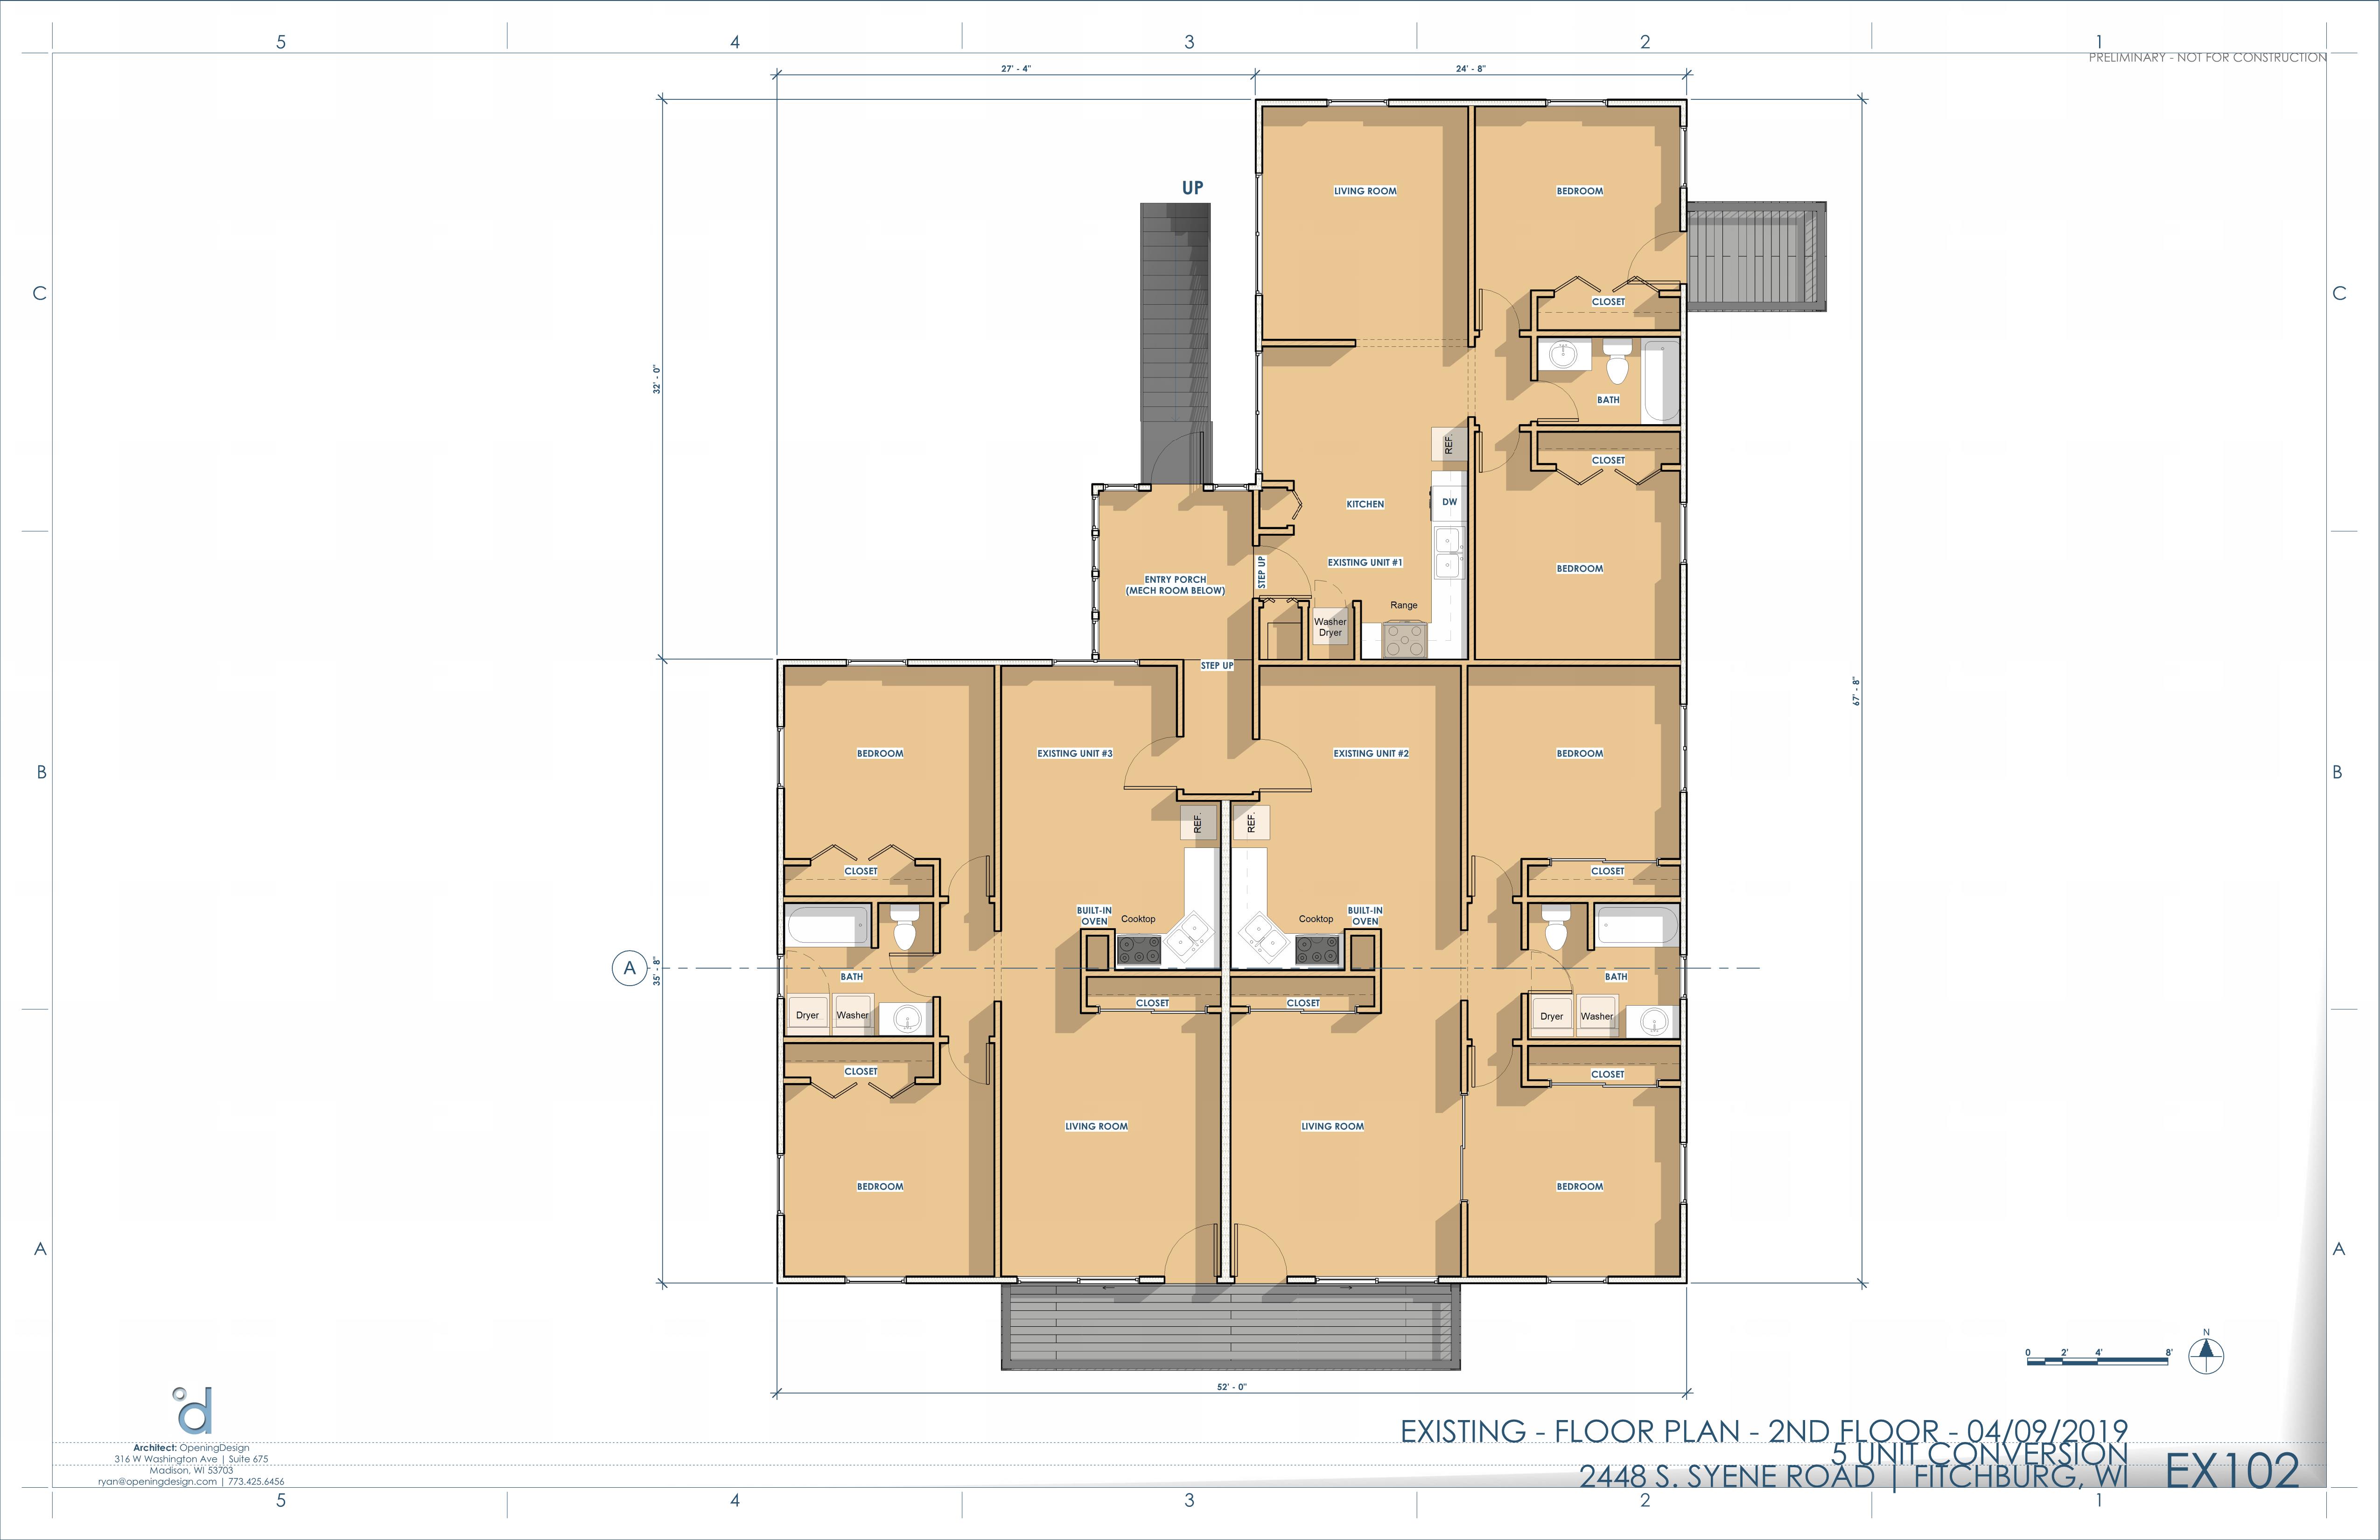 5
4
3
2
1
PRELIMINARY - NOT FOR CONSTRUCTION
27' - 4"
24' - 8"
UP
LIVING ROOM
BEDROOM
C
CLOSET
C
32' - 0"
BATH
REF.
CLOSET
KITCHEN
DW
STEP UP
EXISTING UNIT #1
BEDROOM
ENTRY PORCH
(MECH ROOM BELOW)
Range
Washer
Dryer
STEP UP
67' - 8"
BEDROOM
EXISTING UNIT #3
EXISTING UNIT #2
BEDROOM
B
B
REF.
REF.
CLOSET
CLOSET
BUILT-IN
OVEN
Cooktop
Cooktop
BUILT-IN
OVEN
A
35' - 8"
BATH
BATH
CLOSET
CLOSET
Dryer
Washer
Dryer
Washer
CLOSET
CLOSET
LIVING ROOM
LIVING ROOM
BEDROOM
BEDROOM
A
A
N
0 2' 4' 8'
52' - 0"
d
EXISTING - FLOOR PLAN - 2ND FLOOR - 04/09/2019
5 UNIT CONVERSION
2448 S. SYENE ROAD | FITCHBURG, WI
EX102
Architect: OpeningDesign
316 W Washington Ave | Suite 675
Madison, WI 53703
ryan@openingdesign.com | 773.425.6456
5
4
3
2
1